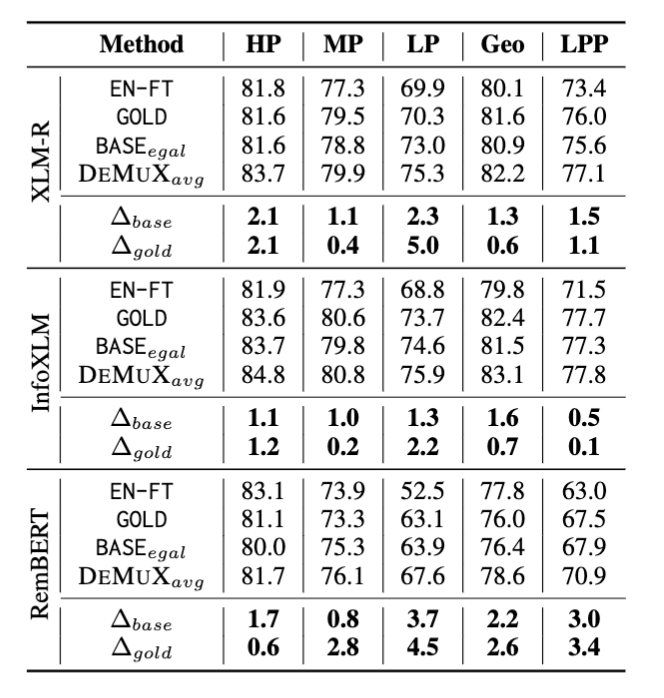 Method HP MP LP Geo LPP
XLM-R
EN-FT 81.8 77.3 69.9 80.1 73.4
GOLD 81.6 79.5 70.3 81.6 76.0
BASE_egal 81.6 78.8 73.0 80.9 75.6
DEMUX_avg 83.7 79.9 75.3 82.2 77.1
Δ_base 2.1 1.1 2.3 1.3 1.5
Δ_gold 2.1 0.4 5.0 0.6 1.1
InfoXLM
EN-FT 81.9 77.3 68.8 79.8 71.5
GOLD 83.6 80.6 73.7 82.4 77.7
BASE_egal 83.7 79.8 74.6 81.5 77.3
DEMUX_avg 84.8 80.8 75.9 83.1 77.8
Δ_base 1.1 1.0 1.3 1.6 0.5
Δ_gold 1.2 0.2 2.2 0.7 0.1
RemBERT
EN-FT 83.1 73.9 52.5 77.8 63.0
GOLD 81.1 73.3 63.1 76.0 67.5
BASE_egal 80.0 75.3 63.9 76.4 67.9
DEMUX_avg 81.7 76.1 67.6 78.6 70.9
Δ_base 1.7 0.8 3.7 2.2 3.0
Δ_gold 0.6 2.8 4.5 2.6 3.4